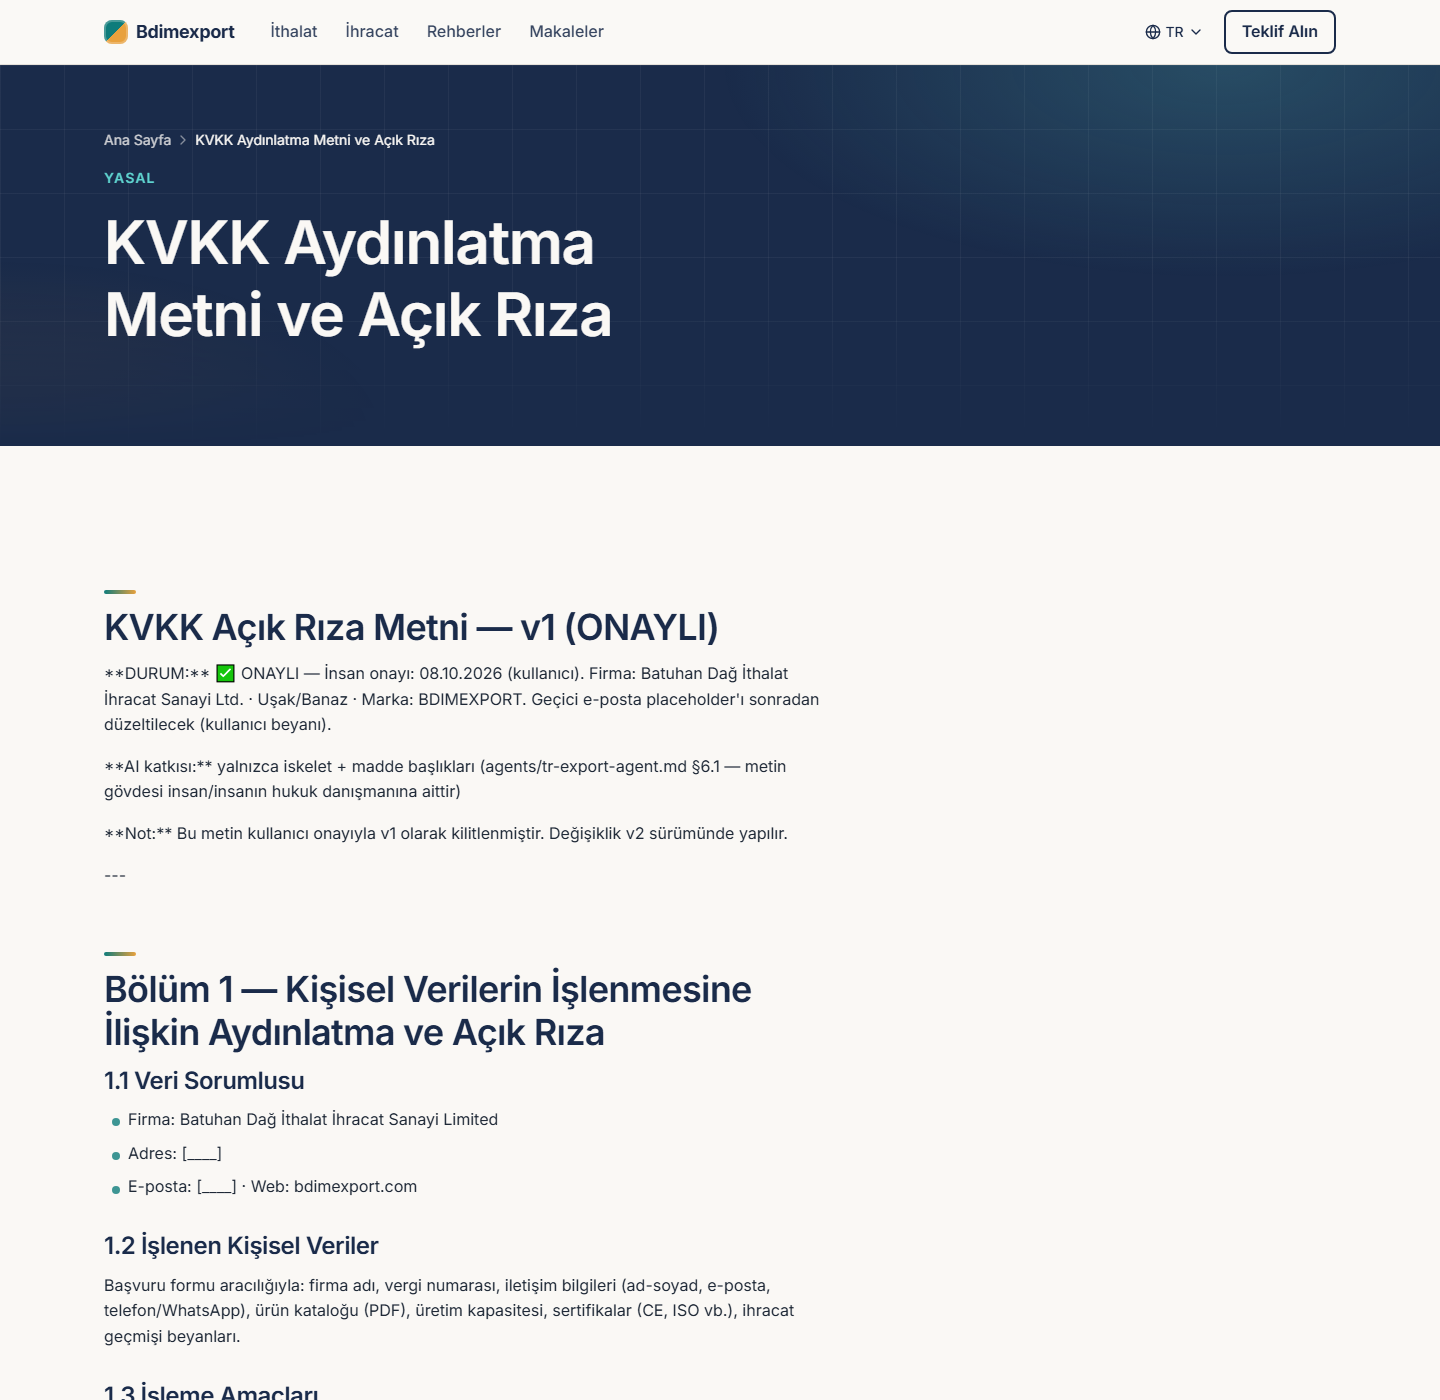 Bdimexport İthalat İhracat Rehberler Makaleler TR Teklif Alın
Ana Sayfa > KVKK Aydınlatma Metni ve Açık Rıza
YASAL
KVKK Aydınlatma
Metni ve Açık Rıza
KVKK Açık Rıza Metni — v1 (ONAYLI)
**DURUM:** ✅ ONAYLI — İnsan onayı: 08.10.2026 (kullanıcı). Firma: Batuhan Dağ İthalat
İhracat Sanayi Ltd. · Uşak/Banaz · Marka: BDIMEXPORT. Geçici e-posta placeholder'ı sonradan
düzeltilecek (kullanıcı beyanı).
**AI katkısı:** yalnızca iskelet + madde başlıkları (agents/tr-export-agent.md §6.1 — metin
gövdesi insan/insanın hukuk danışmanına aittir)
**Not:** Bu metin kullanıcı onayıyla v1 olarak kilitlenmiştir. Değişiklik v2 sürümünde yapılır.
---
Bölüm 1 — Kişisel Verilerin İşlenmesine
İlişkin Aydınlatma ve Açık Rıza
1.1 Veri Sorumlusu
Firma: Batuhan Dağ İthalat İhracat Sanayi Limited
Adres: [____]
E-posta: [____] · Web: bdimexport.com
1.2 İşlenen Kişisel Veriler
Başvuru formu aracılığıyla: firma adı, vergi numarası, iletişim bilgileri (ad-soyad, e-posta,
telefon/WhatsApp), ürün kataloğu (PDF), üretim kapasitesi, sertifikalar (CE, ISO vb.), ihracat
geçmişi beyanları.
1.3 İşleme Amaçları